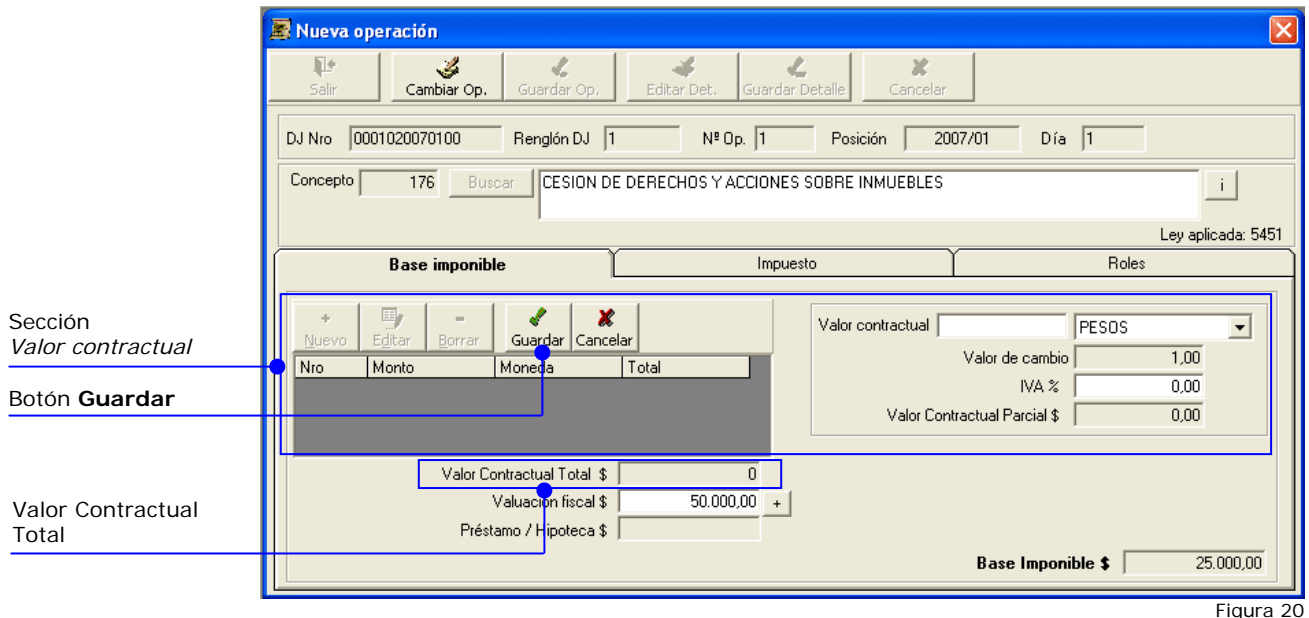 Nueva operación
Salir Cambiar Op. Guardar Op. Editar Det. Guardar Detalle Cancelar
DJ Nro 0001020070100 Renglón DJ 1 Nº Op. 1 Posición 2007/01 Día 1
Concepto 176 Buscar CESION DE DERECHOS Y ACCIONES SOBRE INMUEBLES i
Ley aplicada: 5451
Base imponible Impuesto Roles
Sección
Valor contractual
Botón Guardar
Valor Contractual
Total
Nuevo Editar Borrar Guardar Cancelar
Nro Monto Moneda Total
Valor contractual PESOS
Valor de cambio 1,00
IVA % 0,00
Valor Contractual Parcial $ 0,00
Valor Contractual Total $ 0
Valuación fiscal $ 50.000,00 +
Préstamo / Hipoteca $
Base Imponible $ 25.000,00
Figura 20